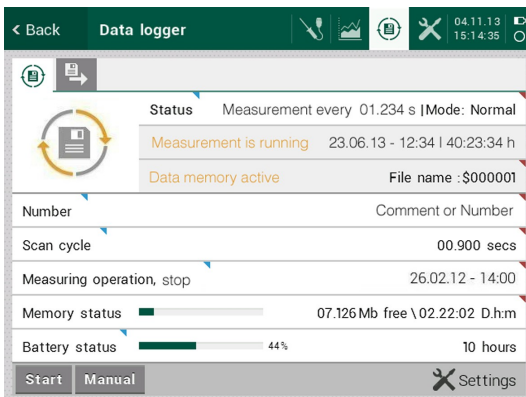 < Back Data logger 04.11.13
15:14:35
Status Measurement every 01.234 s |Mode: Normal
Measurement is running 23.06.13 - 12:34 | 40:23:34 h
Data memory active File name :$000001
Number Comment or Number
Scan cycle 00.900 secs
Measuring operation, stop 26.02.12 - 14:00
Memory status 07.126 Mb free \ 02.22:02 D.h:m
Battery status 44% 10 hours
Start Manual Settings